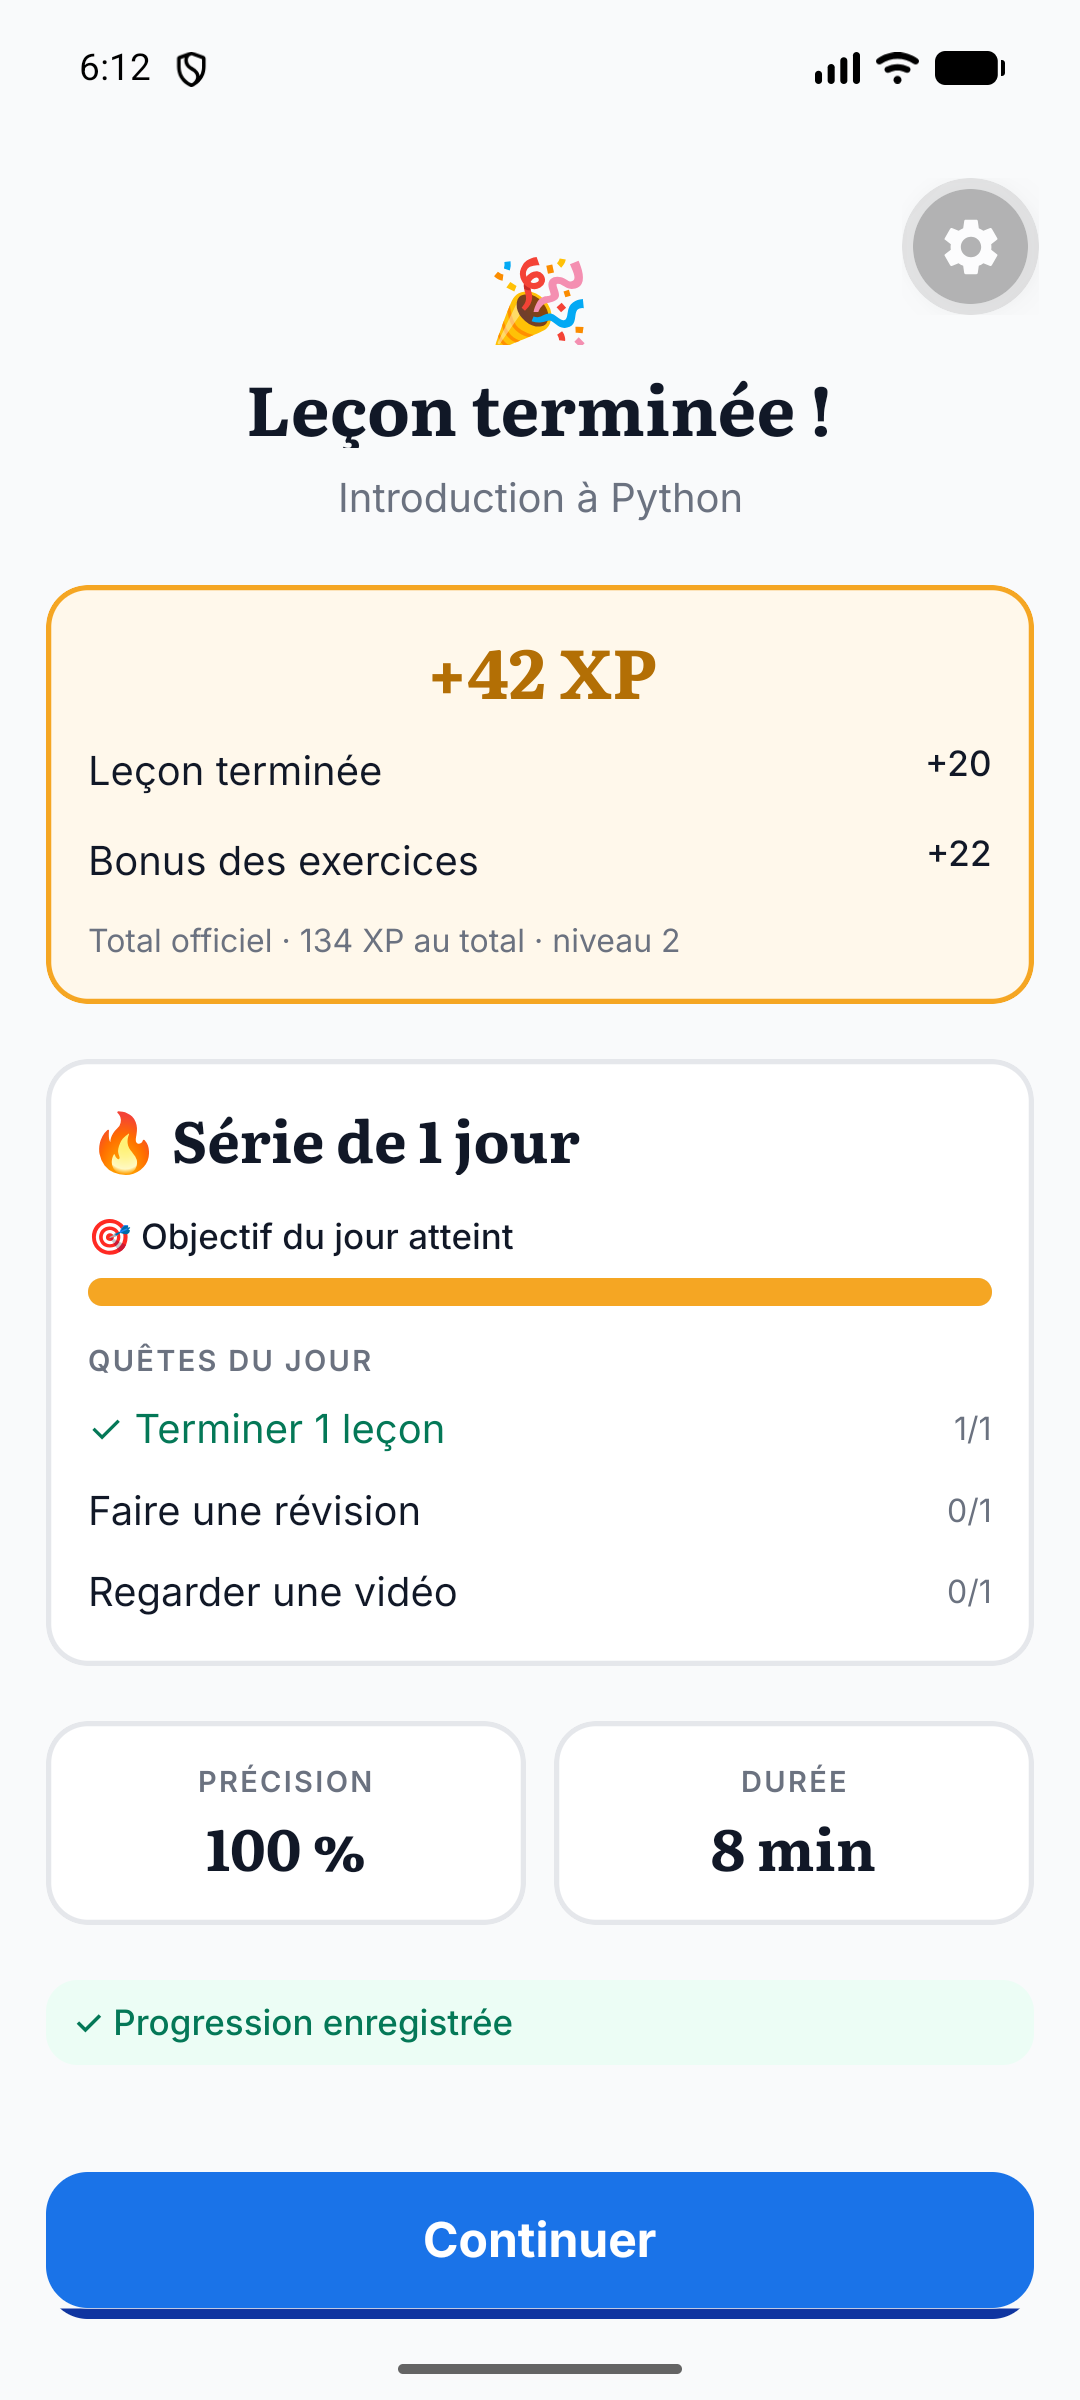 6:12
Leçon terminée !
Introduction à Python
+42 XP
Leçon terminée +20
Bonus des exercices +22
Total officiel · 134 XP au total · niveau 2
Série de 1 jour
Objectif du jour atteint
QUÊTES DU JOUR
✓ Terminer 1 leçon 1/1
Faire une révision 0/1
Regarder une vidéo 0/1
PRÉCISION
100 %
DURÉE
8 min
✓ Progression enregistrée
Continuer